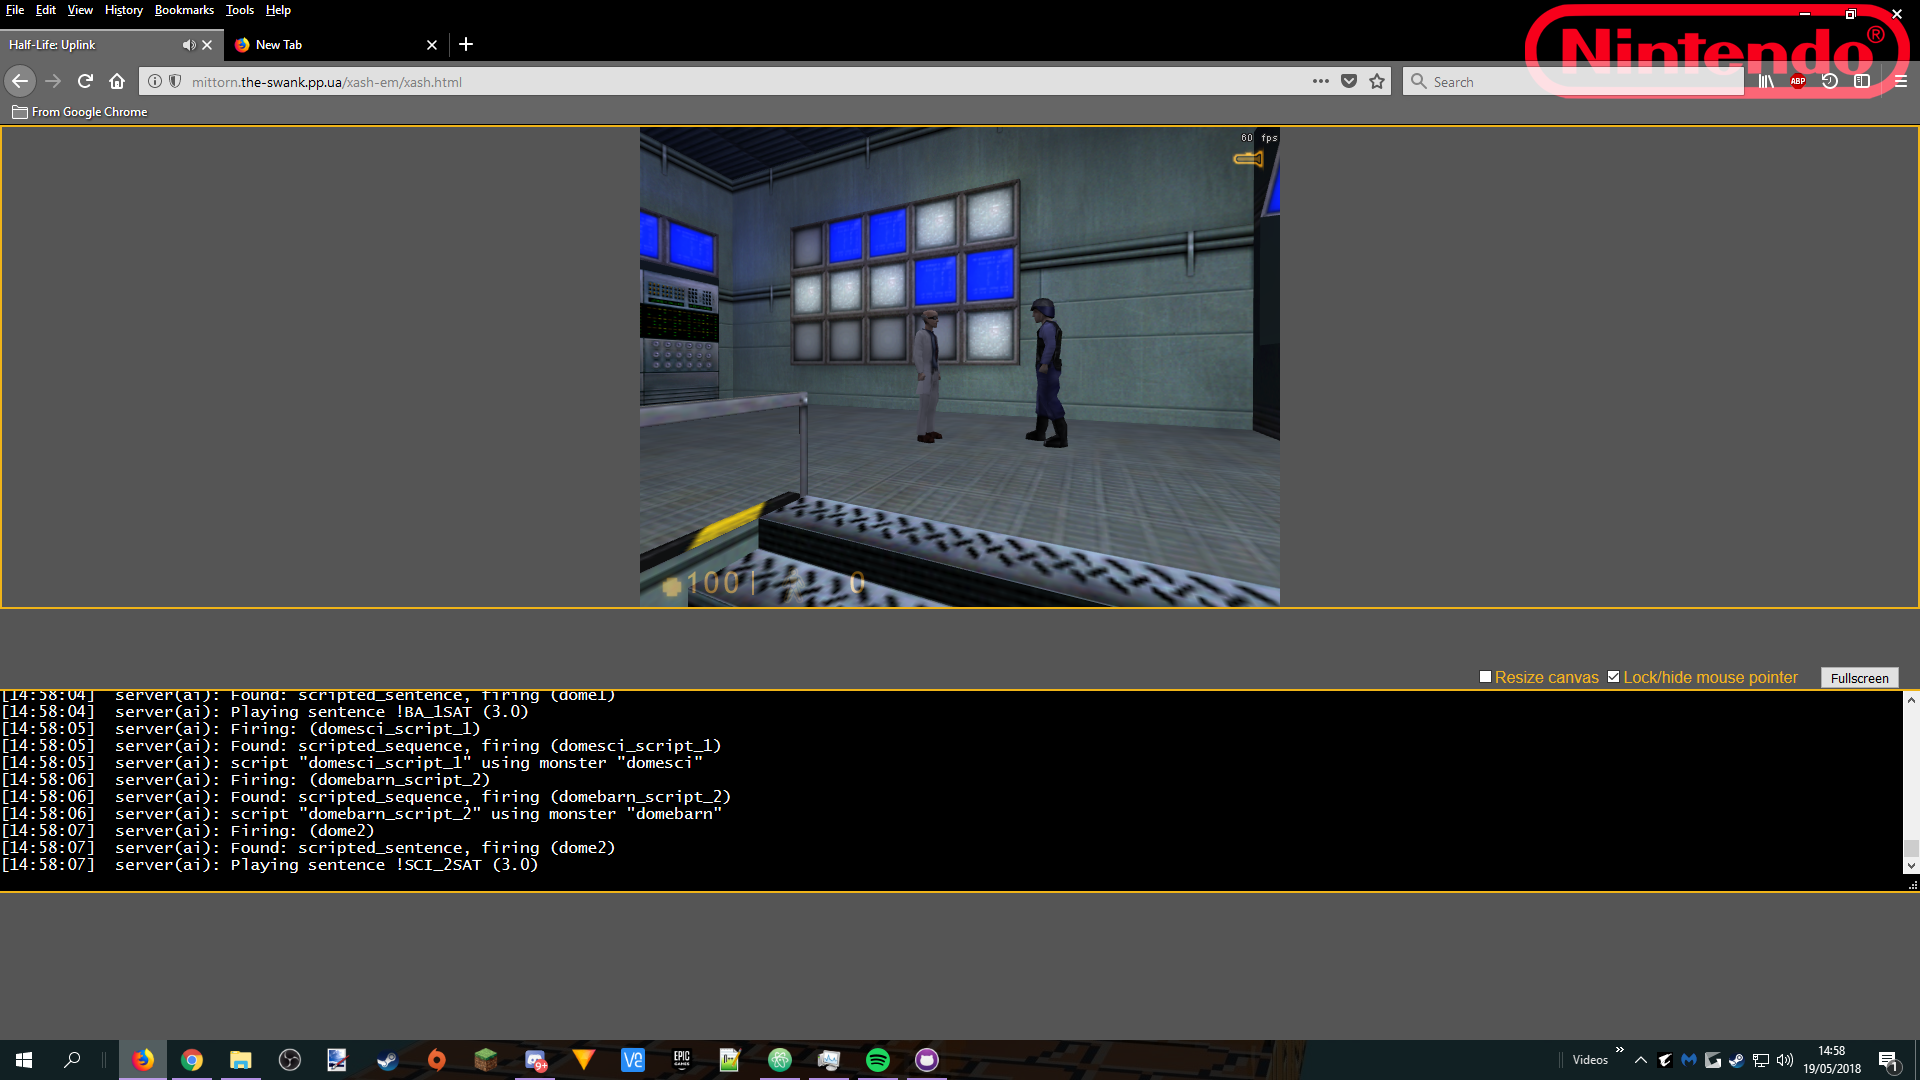 File Edit View History Bookmarks Tools Help
Nintendo®
Half-Life: Uplink
New Tab
mittorn.the-swank.pp.ua/xash-em/xash.html
Search
ABP
From Google Chrome
60 fps
100 | 0
Resize canvas Lock/hide mouse pointer Fullscreen
[14:58:04] server(ai): Found: scripted_sentence, firing (dome1)
[14:58:04] server(ai): Playing sentence !BA_1SAT (3.0)
[14:58:05] server(ai): Firing: (domesci_script_1)
[14:58:05] server(ai): Found: scripted_sequence, firing (domesci_script_1)
[14:58:05] server(ai): script "domesci_script_1" using monster "domesci"
[14:58:06] server(ai): Firing: (domebarn_script_2)
[14:58:06] server(ai): Found: scripted_sequence, firing (domebarn_script_2)
[14:58:06] server(ai): script "domebarn_script_2" using monster "domebarn"
[14:58:07] server(ai): Firing: (dome2)
[14:58:07] server(ai): Found: scripted_sentence, firing (dome2)
[14:58:07] server(ai): Playing sentence !SCI_2SAT (3.0)
9+
EPIC GAMES
Videos
14:58
19/05/2018
1